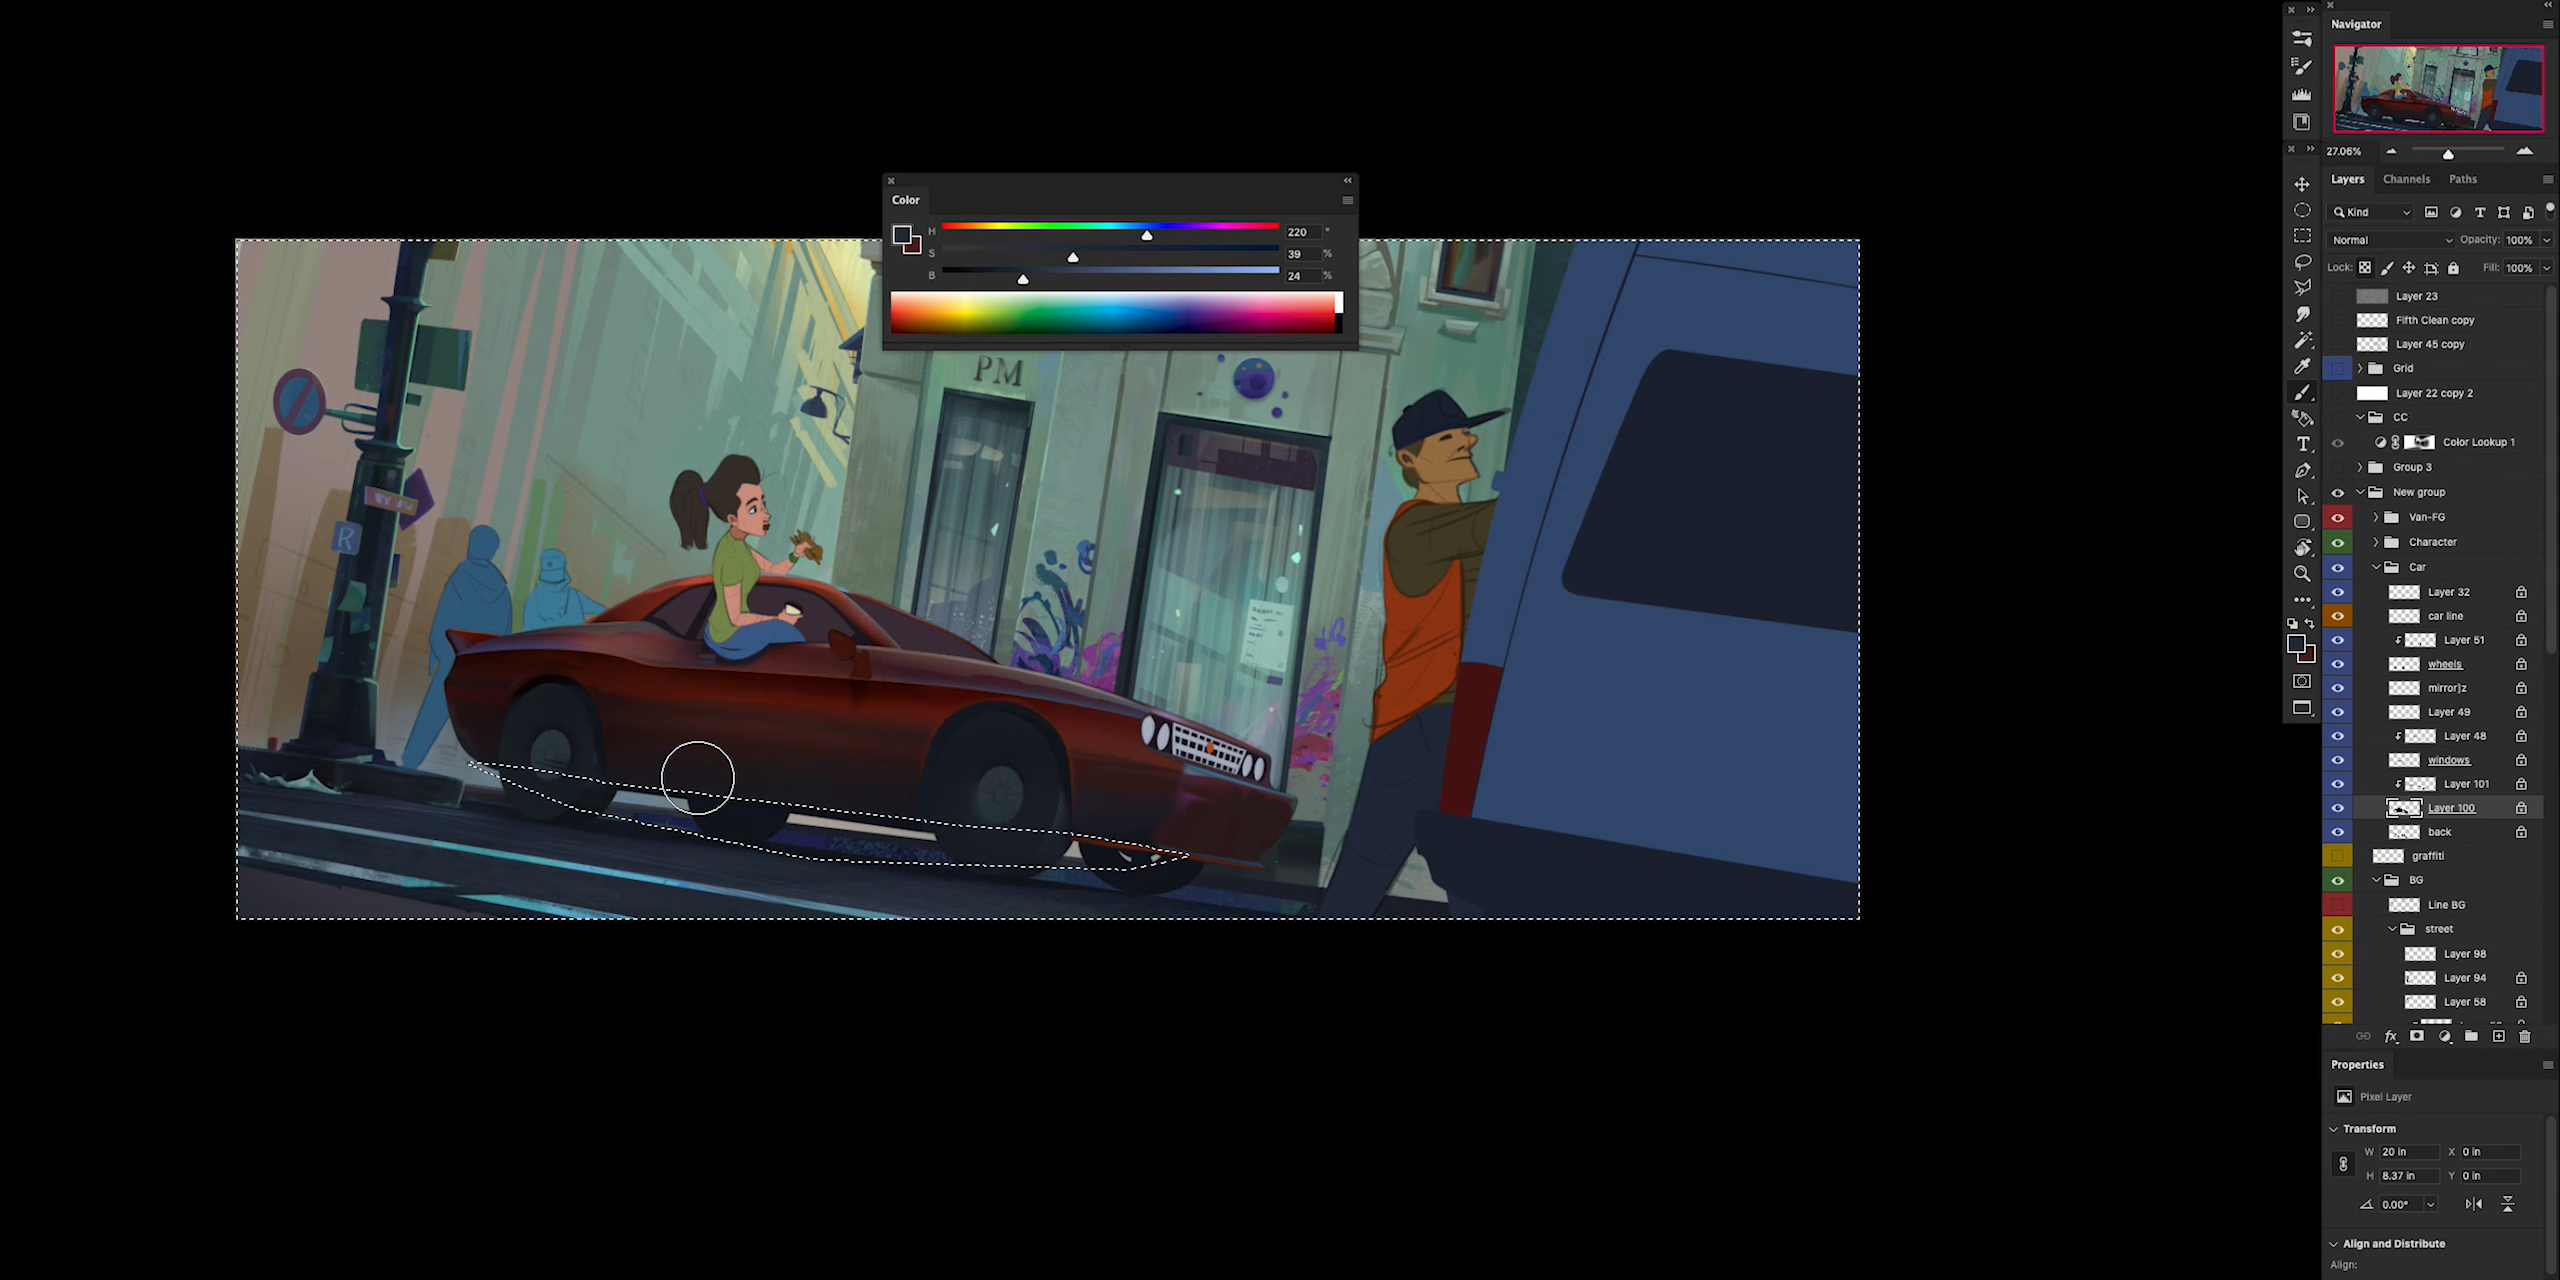 Navigator
27.06%
Layers Channels Paths
Kind
Normal Opacity: 100%
Lock: Fill: 100%
Layer 23
Fifth Clean copy
Layer 45 copy
Grid
Layer 22 copy 2
CC
Color Lookup 1
Group 3
New group
Van-FG
Character
Car
Layer 32
car line
Layer 51
wheels
mirror]z
Layer 49
Layer 48
windows
Layer 101
Layer 100
back
graffiti
BG
Line BG
street
Layer 98
Layer 94
Layer 58
fx
Properties
Pixel Layer
Transform
W 20 in X 0 in
H 8.37 in Y 0 in
0.00°
Align and Distribute
Align:
Color
H 220 °
S 39 %
B 24 %
PM
R